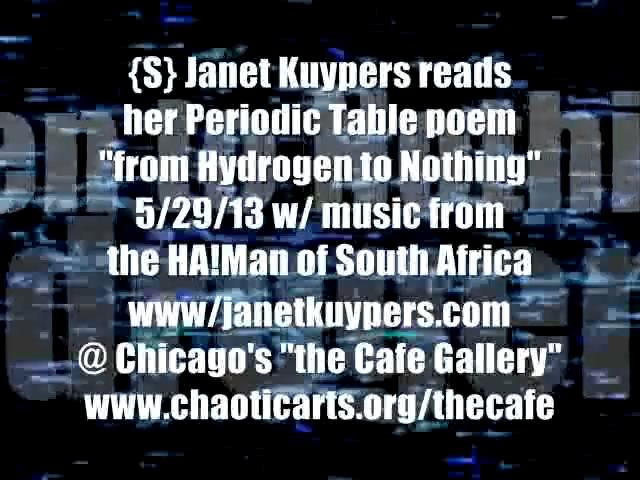 {S} Janet Kuypers reads
her Periodic Table poem
"from Hydrogen to Nothing"
5/29/13 w/ music from
the HA!Man of South Africa
www/janetkuypers.com
@ Chicago's "the Cafe Gallery"
www.chaoticarts.org/thecafe